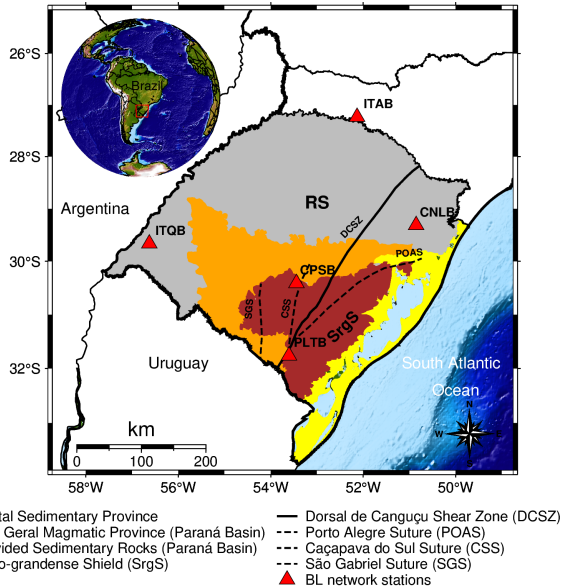 26°S
28°S
30°S
32°S
Brazil
ITAB
Argentina
RS
ITQB
CNLB
DCSZ
POAS
CPSB
SGS
CSS
SrgS
PLTB
Uruguay
South Atlantic
Ocean
N
W
km
0 100 200
58°W 56°W 54°W 52°W 50°W
tal Sedimentary Province
Geral Magmatic Province (Paraná Basin)
vided Sedimentary Rocks (Paraná Basin)
o-grandense Shield (SrgS)
Dorsal de Canguçu Shear Zone (DCSZ)
Porto Alegre Suture (POAS)
Caçapava do Sul Suture (CSS)
São Gabriel Suture (SGS)
BL network stations